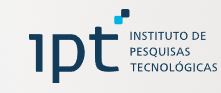 ipt
INSTITUTO DE
PESQUISAS
TECNOLÓGICAS